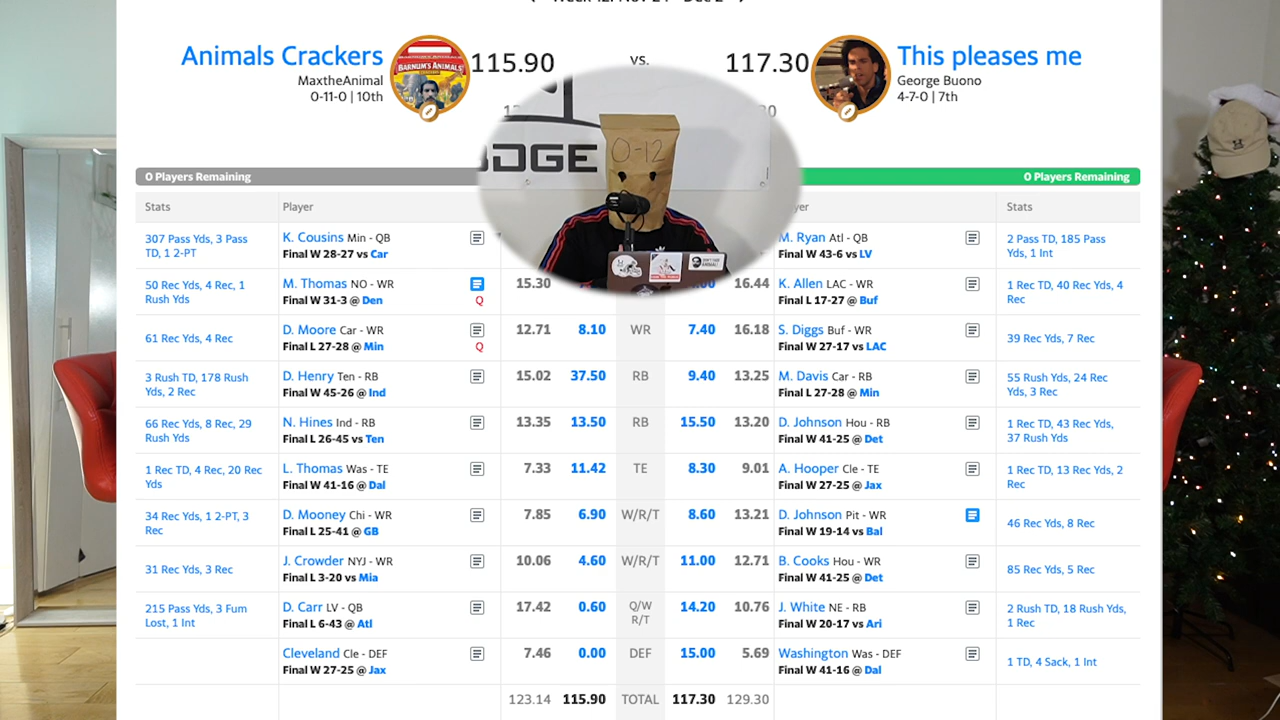 Animals Crackers
MaxtheAnimal
0-11-0 | 10th
BARNUM'S ANIMALS
115.90
vs.
117.30
This pleases me
George Buono
4-7-0 | 7th
DGE
0-12
0 Players Remaining
0 Players Remaining
Stats
Player
Stats
307 Pass Yds, 3 Pass
TD, 1 2-PT
K. Cousins Min - QB
Final W 28-27 vs Car
M. Ryan Atl - QB
Final W 43-6 vs LV
2 Pass TD, 185 Pass
Yds, 1 Int
50 Rec Yds, 4 Rec, 1
Rush Yds
M. Thomas NO - WR
Final W 31-3 @ Den
Q
15.30
16.44
K. Allen LAC - WR
Final L 17-27 @ Buf
1 Rec TD, 40 Rec Yds, 4
Rec
61 Rec Yds, 4 Rec
D. Moore Car - WR
Final L 27-28 @ Min
Q
12.71 8.10 WR 7.40 16.18
S. Diggs Buf - WR
Final W 27-17 vs LAC
39 Rec Yds, 7 Rec
3 Rush TD, 178 Rush
Yds, 2 Rec
D. Henry Ten - RB
Final W 45-26 @ Ind
15.02 37.50 RB 9.40 13.25
M. Davis Car - RB
Final L 27-28 @ Min
55 Rush Yds, 24 Rec
Yds, 3 Rec
66 Rec Yds, 8 Rec, 29
Rush Yds
N. Hines Ind - RB
Final L 26-45 vs Ten
13.35 13.50 RB 15.50 13.20
D. Johnson Hou - RB
Final W 41-25 @ Det
1 Rec TD, 43 Rec Yds,
37 Rush Yds
1 Rec TD, 4 Rec, 20 Rec
Yds
L. Thomas Was - TE
Final W 41-16 @ Dal
7.33 11.42 TE 8.30 9.01
A. Hooper Cle - TE
Final W 27-25 @ Jax
1 Rec TD, 13 Rec Yds, 2
Rec
34 Rec Yds, 1 2-PT, 3
Rec
D. Mooney Chi - WR
Final L 25-41 @ GB
7.85 6.90 W/R/T 8.60 13.21
D. Johnson Pit - WR
Final W 19-14 vs Bal
46 Rec Yds, 8 Rec
31 Rec Yds, 3 Rec
J. Crowder NYJ - WR
Final L 3-20 vs Mia
10.06 4.60 W/R/T 11.00 12.71
B. Cooks Hou - WR
Final W 41-25 @ Det
85 Rec Yds, 5 Rec
215 Pass Yds, 3 Fum
Lost, 1 Int
D. Carr LV - QB
Final L 6-43 @ Atl
17.42 0.60 Q/W
R/T
14.20 10.76
J. White NE - RB
Final W 20-17 vs Ari
2 Rush TD, 18 Rush Yds,
1 Rec
Cleveland Cle - DEF
Final W 27-25 @ Jax
7.46 0.00 DEF 15.00 5.69
Washington Was - DEF
Final W 41-16 @ Dal
1 TD, 4 Sack, 1 Int
123.14 115.90 TOTAL 117.30 129.30